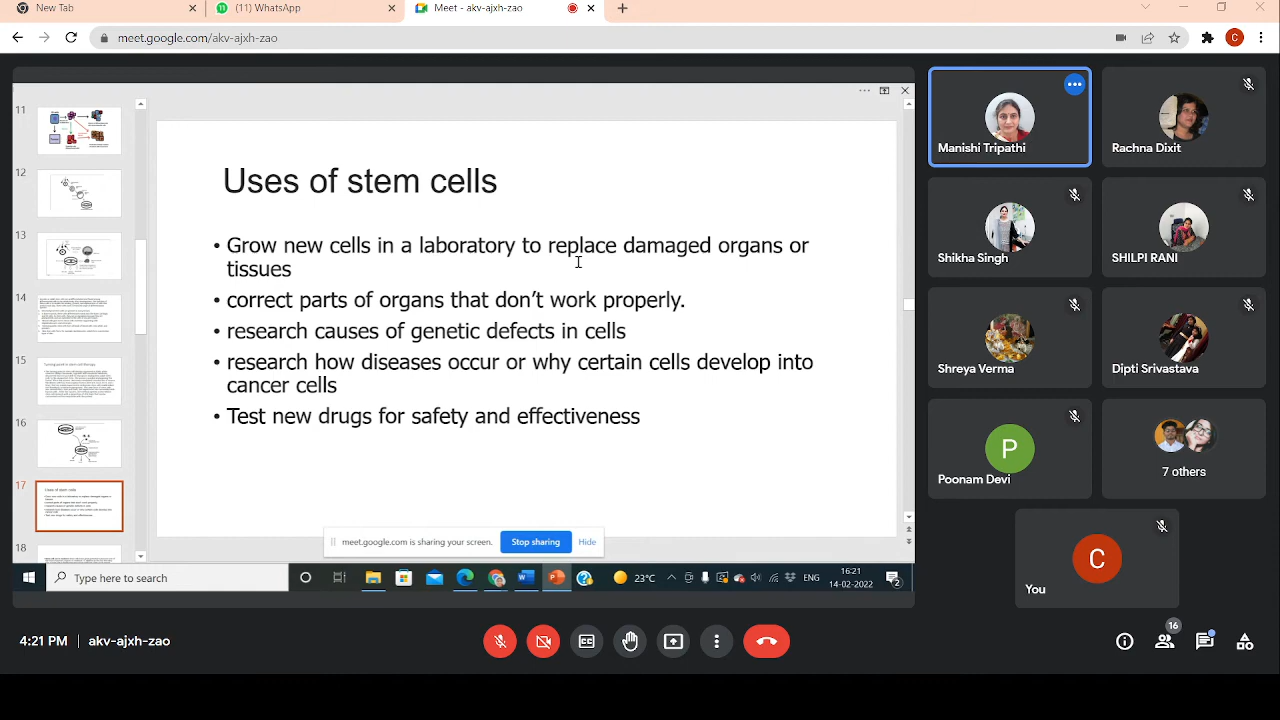 New Tab
(11) WhatsApp
Meet - akv-ajxh-zao
meet.google.com/akv-ajxh-zao
C
11
12
13
14
15
16
17
18
Uses of stem cells
• Grow new cells in a laboratory to replace damaged organs or
tissues
• correct parts of organs that don’t work properly.
• research causes of genetic defects in cells
• research how diseases occur or why certain cells develop into
cancer cells
• Test new drugs for safety and effectiveness
meet.google.com is sharing your screen.
Stop sharing
Hide
Type here to search
23°C
ENG
16:21
14-02-2022
2
Manishi Tripathi
Rachna Dixit
Shikha Singh
SHILPI RANI
Shreya Verma
Dipti Srivastava
P
Poonam Devi
7 others
C
You
4:21 PM
akv-ajxh-zao
16